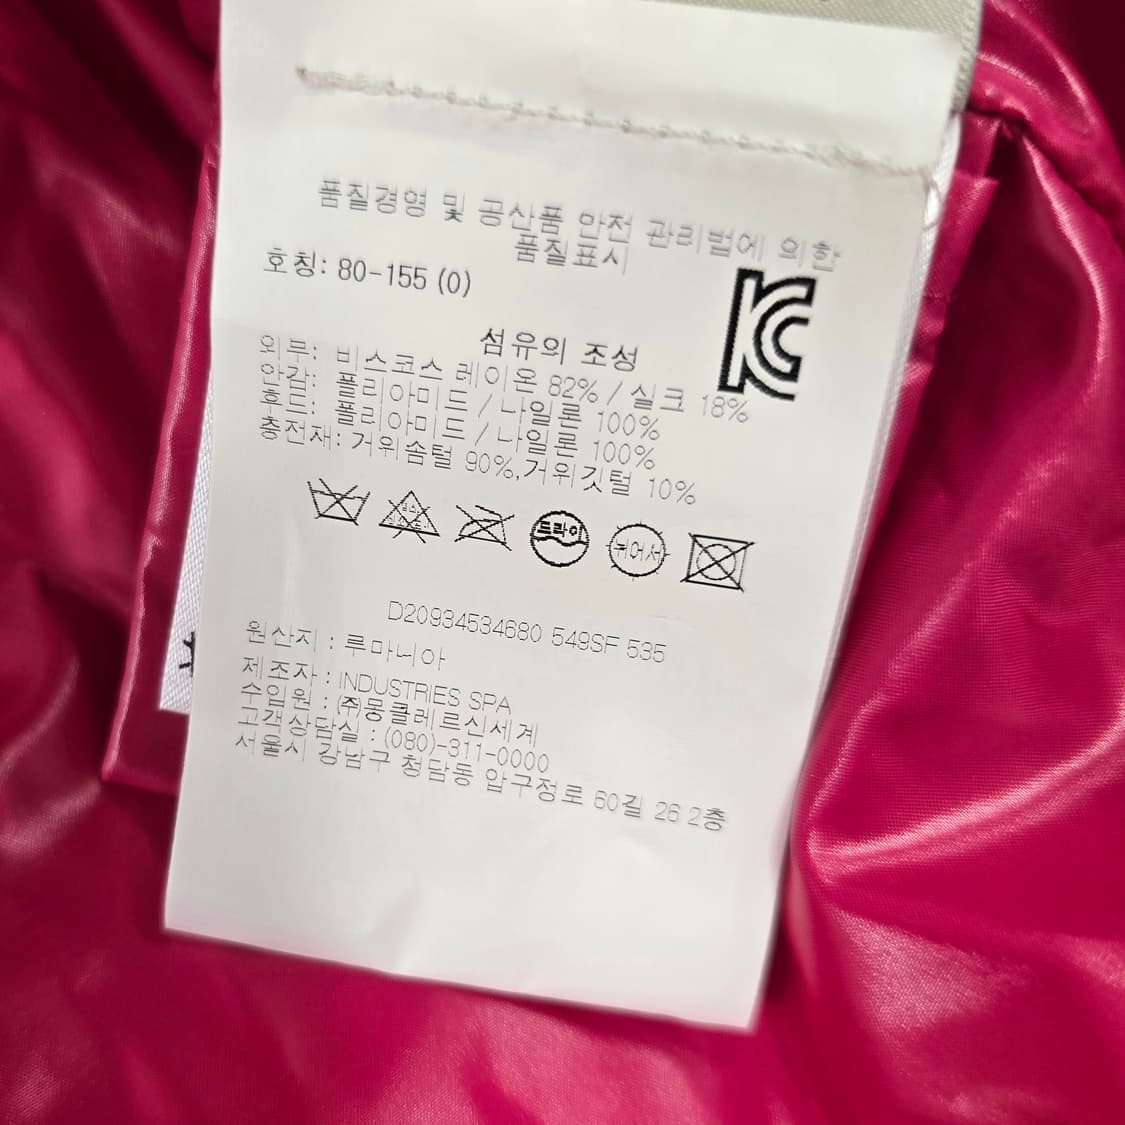 품질경영 및 공산품 안전 관리법에 의한
품질표시
호칭: 80-155 (0)
KC
섬유의 조성
외부: 비스코스 레이온 82% / 실크 18%
안감: 폴리아미드 / 나일론 100%
후드: 폴리아미드 / 나일론 100%
충전재: 거위솜털 90%,거위깃털 10%
드라이
뉘어서
D20934534680 549SF 535
원산지 : 루마니아
제조자 : INDUSTRIES SPA
수입원 : (주)몽클레르신세계
고객상담실 : (080)-311-0000
서울시 강남구 청담동 압구정로 60길 26 2층